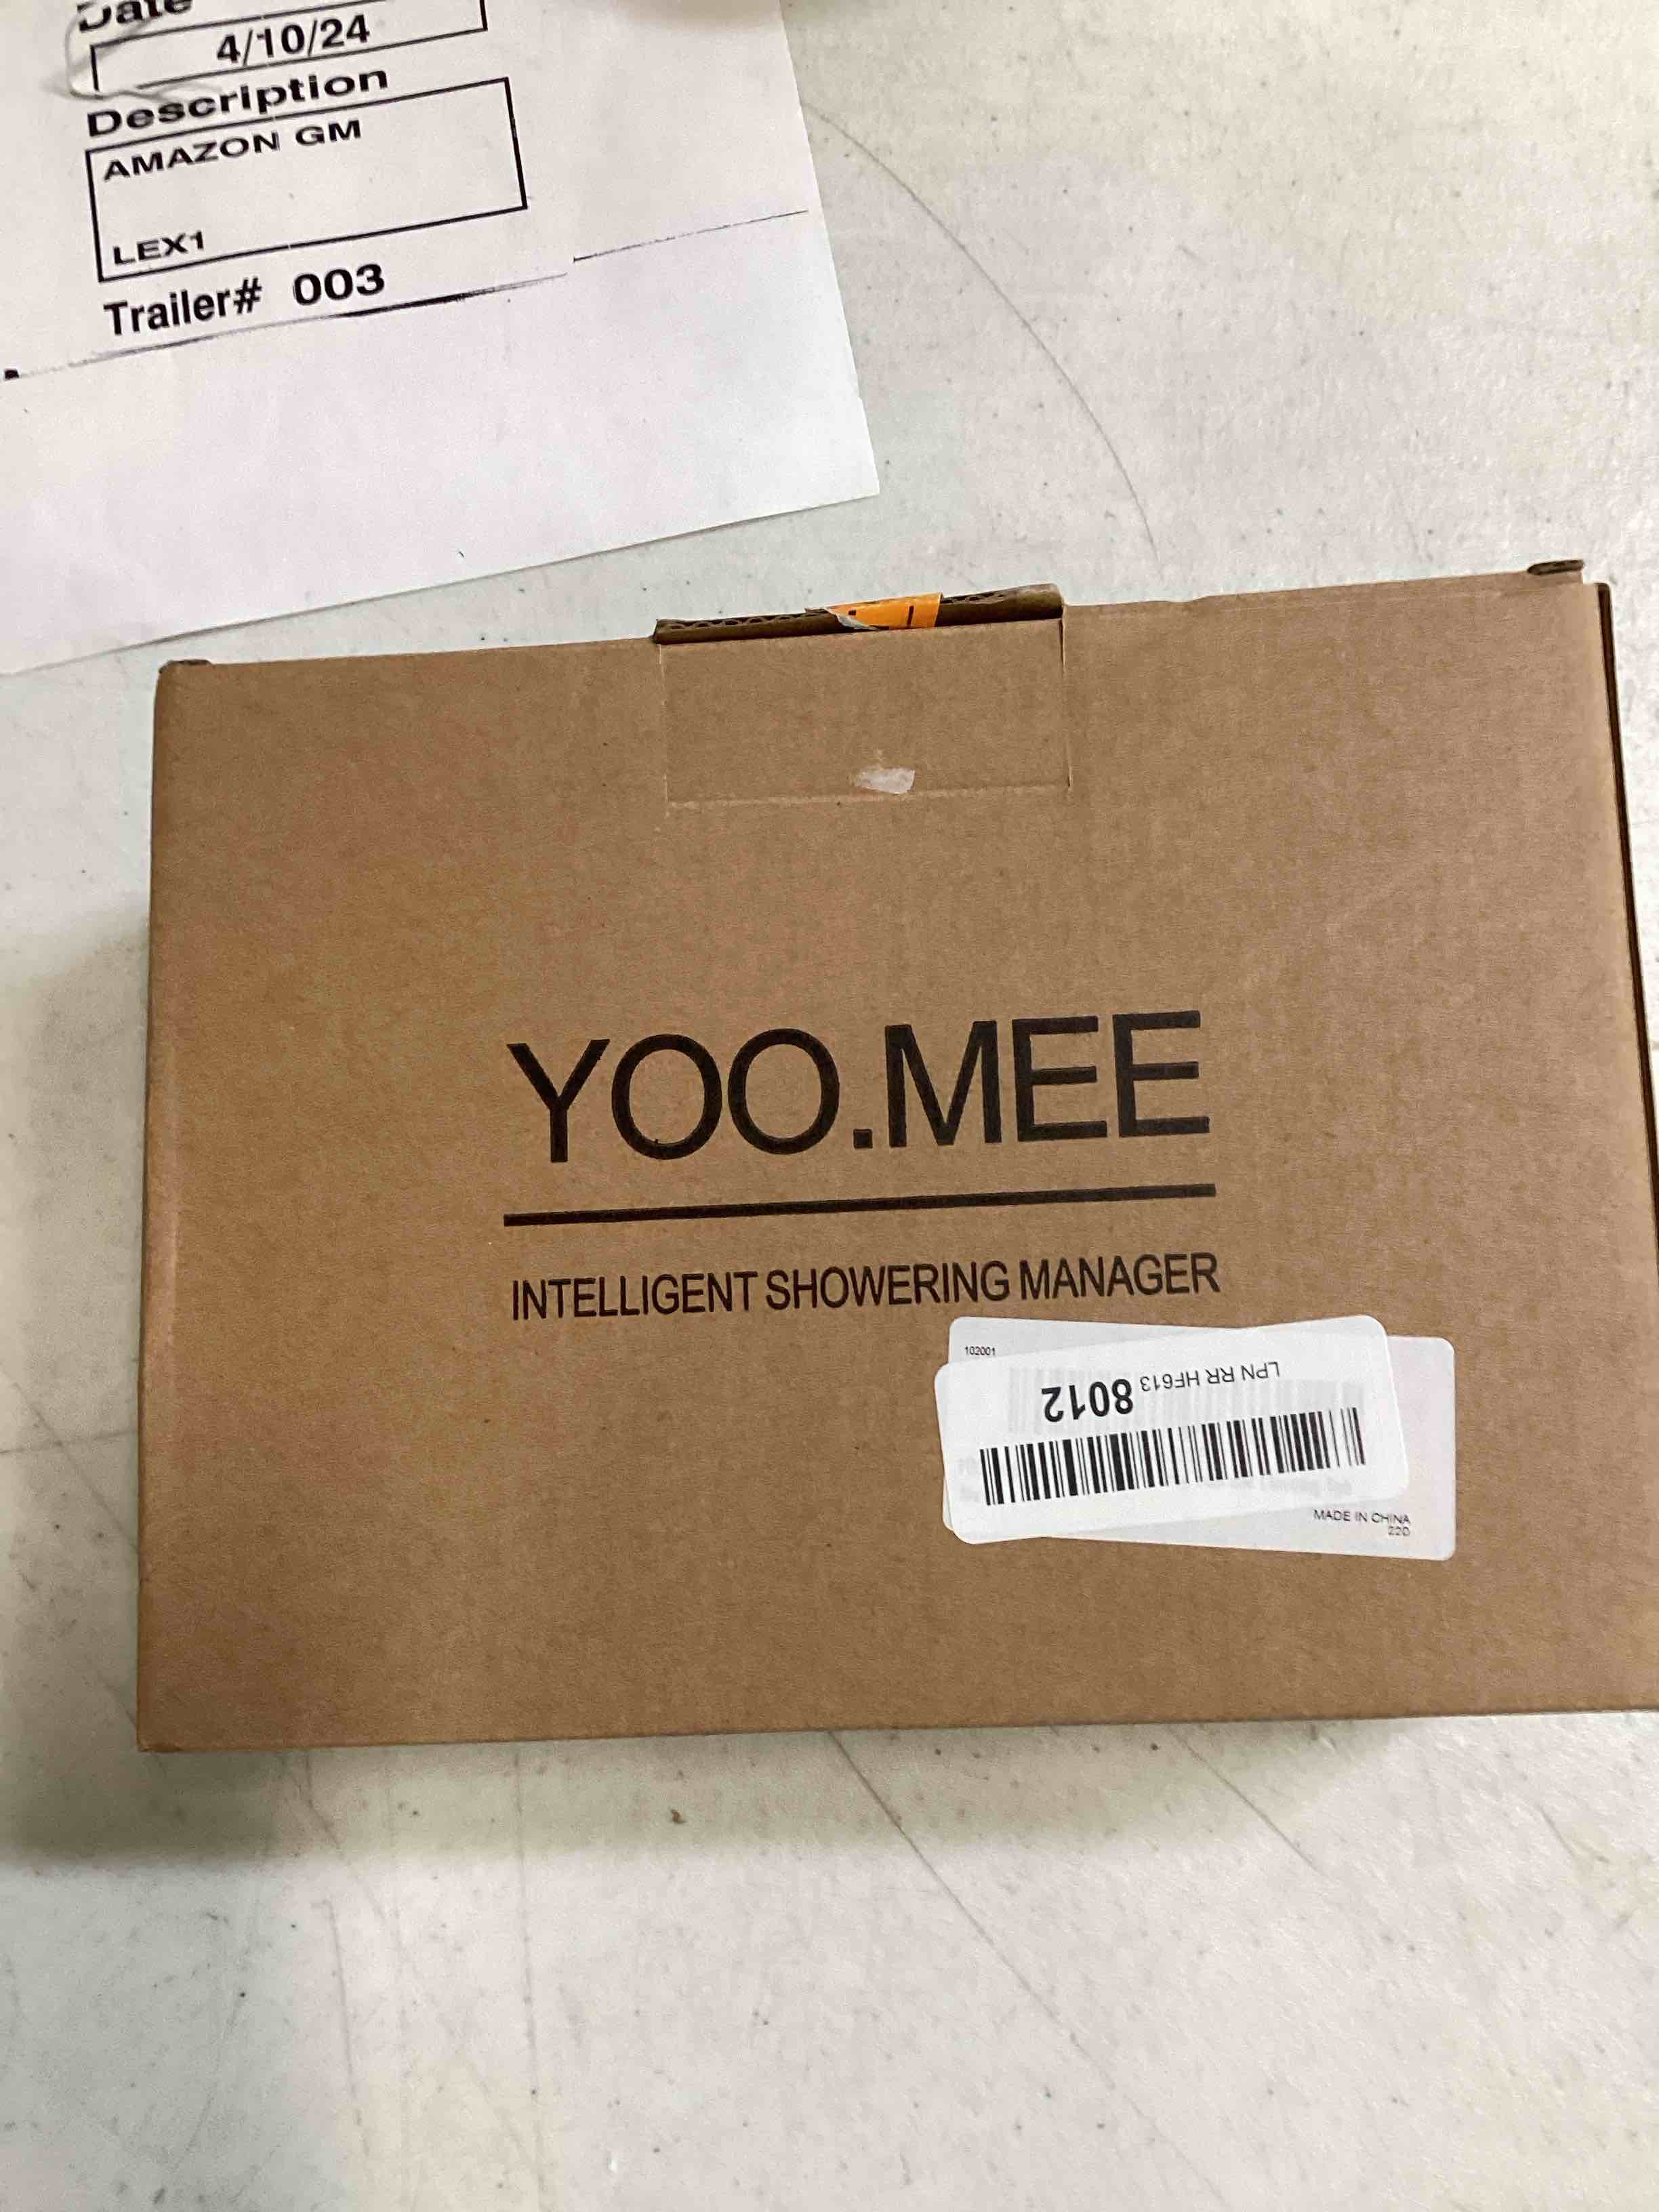 Date
4/10/24
Description
AMAZON GM
LEX1
Trailer# 003
YOO.MEE
INTELLIGENT SHOWERING MANAGER
102001
LPN RR HF613 8012
MADE IN CHINA
22D